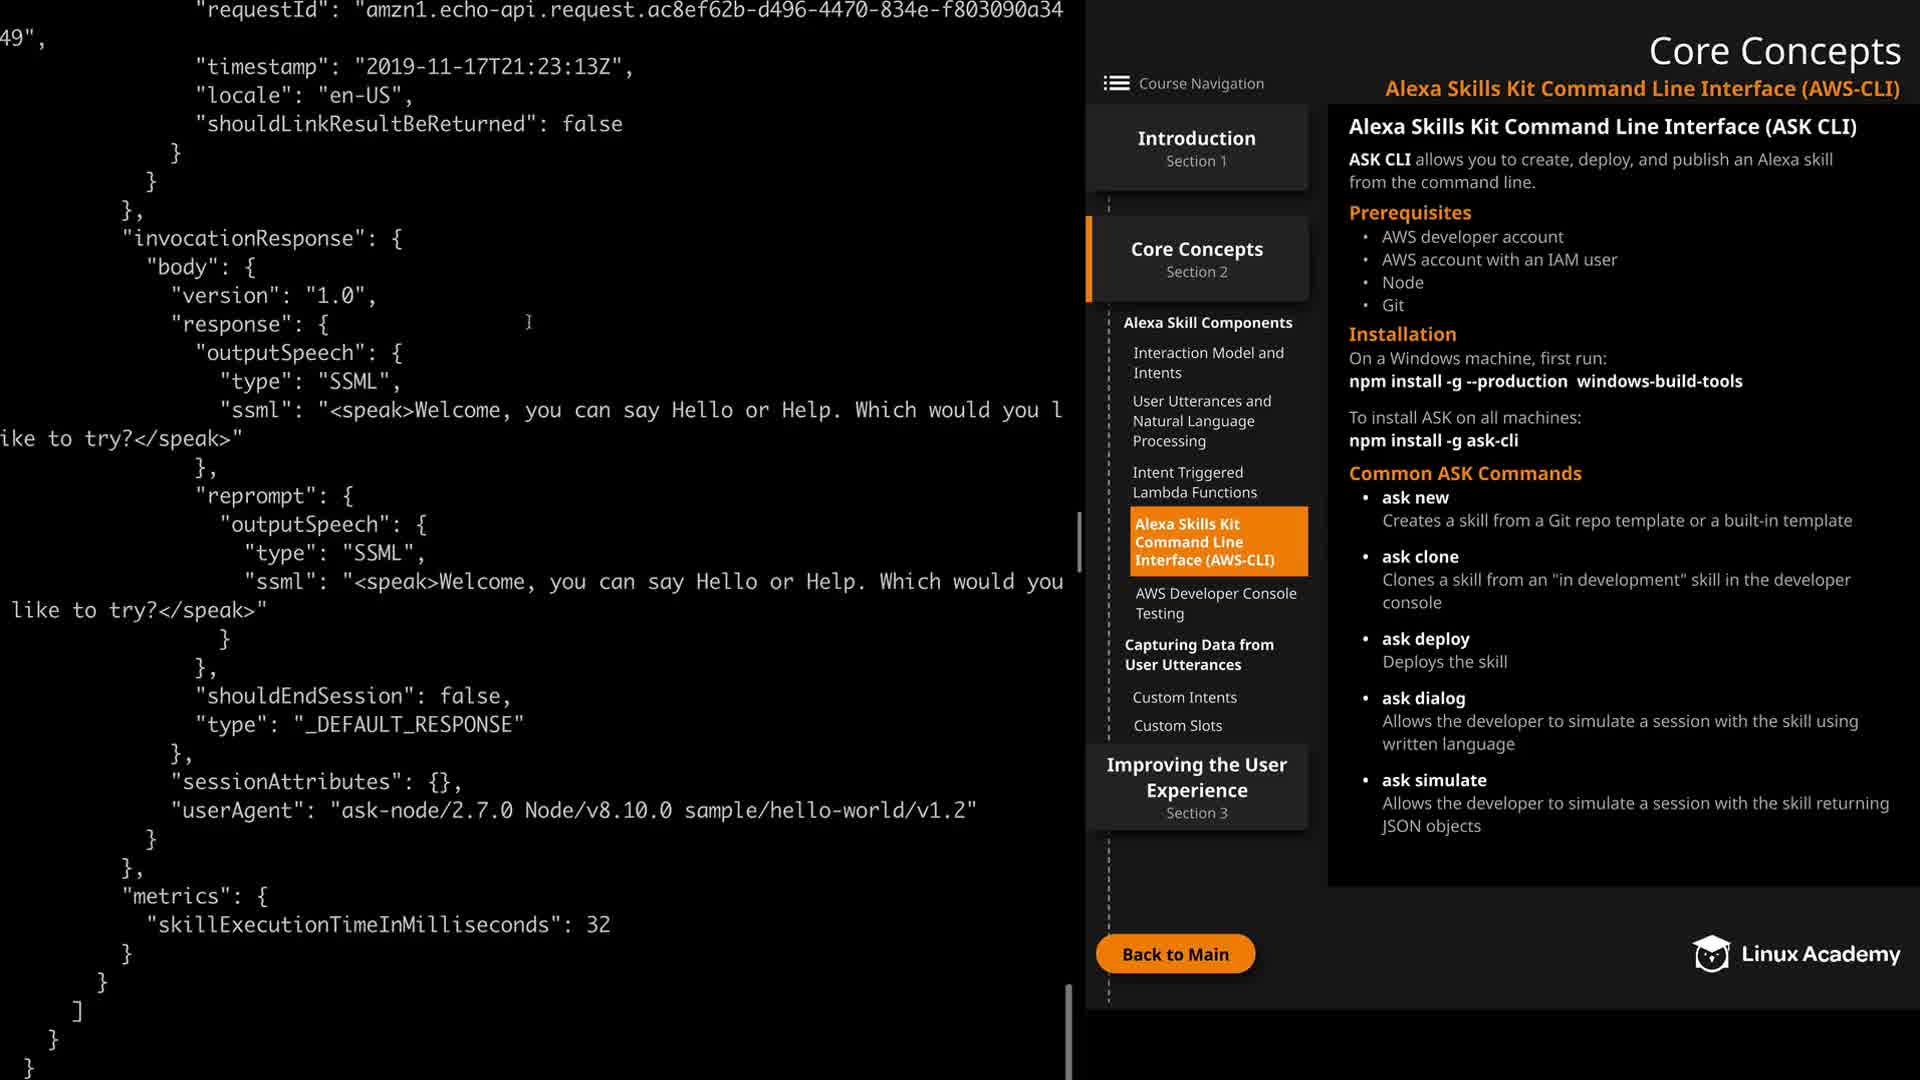 "requestId": "amzn1.echo-api.request.ac8ef62b-d496-4470-834e-f803090a34
49",
"timestamp": "2019-11-17T21:23:13Z",
"locale": "en-US",
"shouldLinkResultBeReturned": false
}
}
},
"invocationResponse": {
"body": {
"version": "1.0",
"response": {
"outputSpeech": {
"type": "SSML",
"ssml": "<speak>Welcome, you can say Hello or Help. Which would you l
ike to try?</speak>"
},
"reprompt": {
"outputSpeech": {
"type": "SSML",
"ssml": "<speak>Welcome, you can say Hello or Help. Which would you
like to try?</speak>"
}
},
"shouldEndSession": false,
"type": "_DEFAULT_RESPONSE"
},
"sessionAttributes": {},
"userAgent": "ask-node/2.7.0 Node/v8.10.0 sample/hello-world/v1.2"
}
},
"metrics": {
"skillExecutionTimeInMilliseconds": 32
}
}
]
}
}
Core Concepts
Alexa Skills Kit Command Line Interface (AWS-CLI)
Course Navigation
Introduction
Section 1
Core Concepts
Section 2
Alexa Skill Components
Interaction Model and
Intents
User Utterances and
Natural Language
Processing
Intent Triggered
Lambda Functions
Alexa Skills Kit
Command Line
Interface (AWS-CLI)
AWS Developer Console
Testing
Capturing Data from
User Utterances
Custom Intents
Custom Slots
Improving the User
Experience
Section 3
Back to Main
Alexa Skills Kit Command Line Interface (ASK CLI)
ASK CLI allows you to create, deploy, and publish an Alexa skill
from the command line.
Prerequisites
• AWS developer account
• AWS account with an IAM user
• Node
• Git
Installation
On a Windows machine, first run:
npm install -g --production windows-build-tools
To install ASK on all machines:
npm install -g ask-cli
Common ASK Commands
• ask new
Creates a skill from a Git repo template or a built-in template
• ask clone
Clones a skill from an "in development" skill in the developer
console
• ask deploy
Deploys the skill
• ask dialog
Allows the developer to simulate a session with the skill using
written language
• ask simulate
Allows the developer to simulate a session with the skill returning
JSON objects
Linux Academy